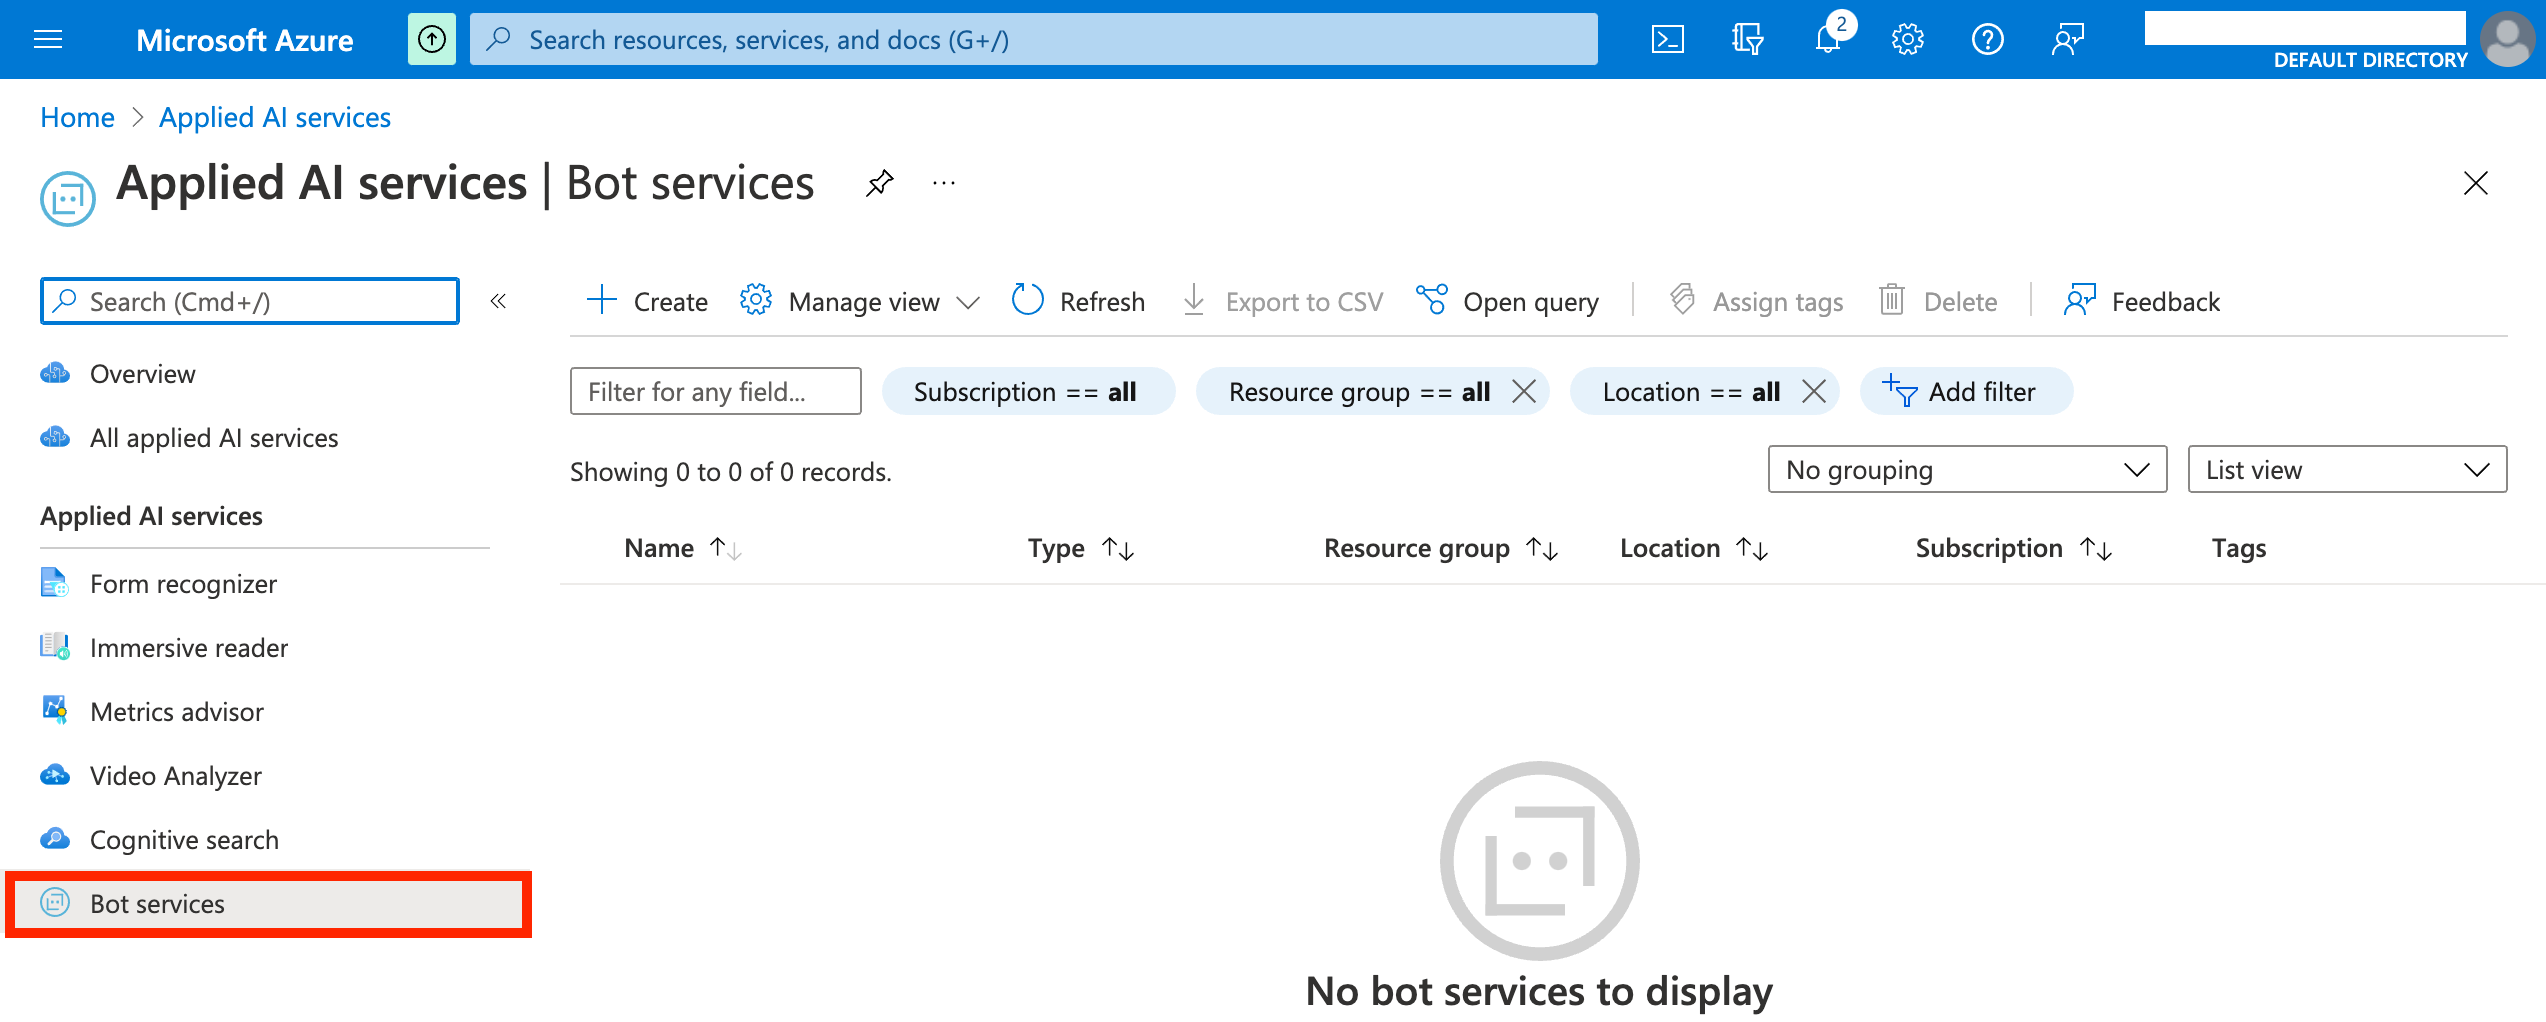 Microsoft Azure
Search resources, services, and docs (G+/)
2
DEFAULT DIRECTORY
Home > Applied AI services
Applied AI services | Bot services
Search (Cmd+/)
Create
Manage view
Refresh
Export to CSV
Open query
Assign tags
Delete
Feedback
Overview
All applied AI services
Applied AI services
Form recognizer
Immersive reader
Metrics advisor
Video Analyzer
Cognitive search
Bot services
Filter for any field...
Subscription == all
Resource group == all
Location == all
Add filter
Showing 0 to 0 of 0 records.
No grouping
List view
Name
Type
Resource group
Location
Subscription
Tags
No bot services to display